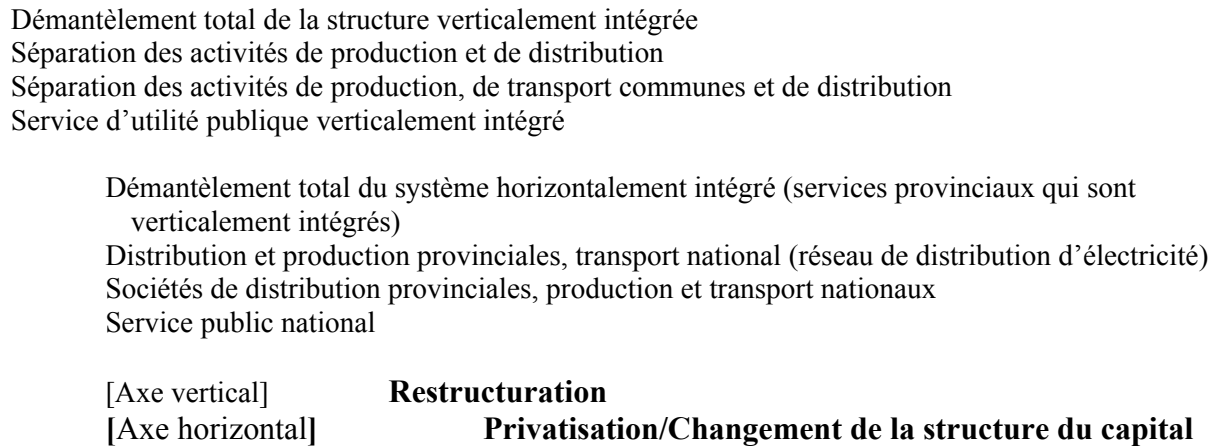 Démantèlement total de la structure verticalement intégrée
Séparation des activités de production et de distribution
Séparation des activités de production, de transport communes et de distribution
Service d’utilité publique verticalement intégré
Démantèlement total du système horizontalement intégré (services provinciaux qui sont
verticalement intégrés)
Distribution et production provinciales, transport national (réseau de distribution d’électricité)
Sociétés de distribution provinciales, production et transport nationaux
Service public national
[Axe vertical] Restructuration
[Axe horizontal] Privatisation/Changement de la structure du capital